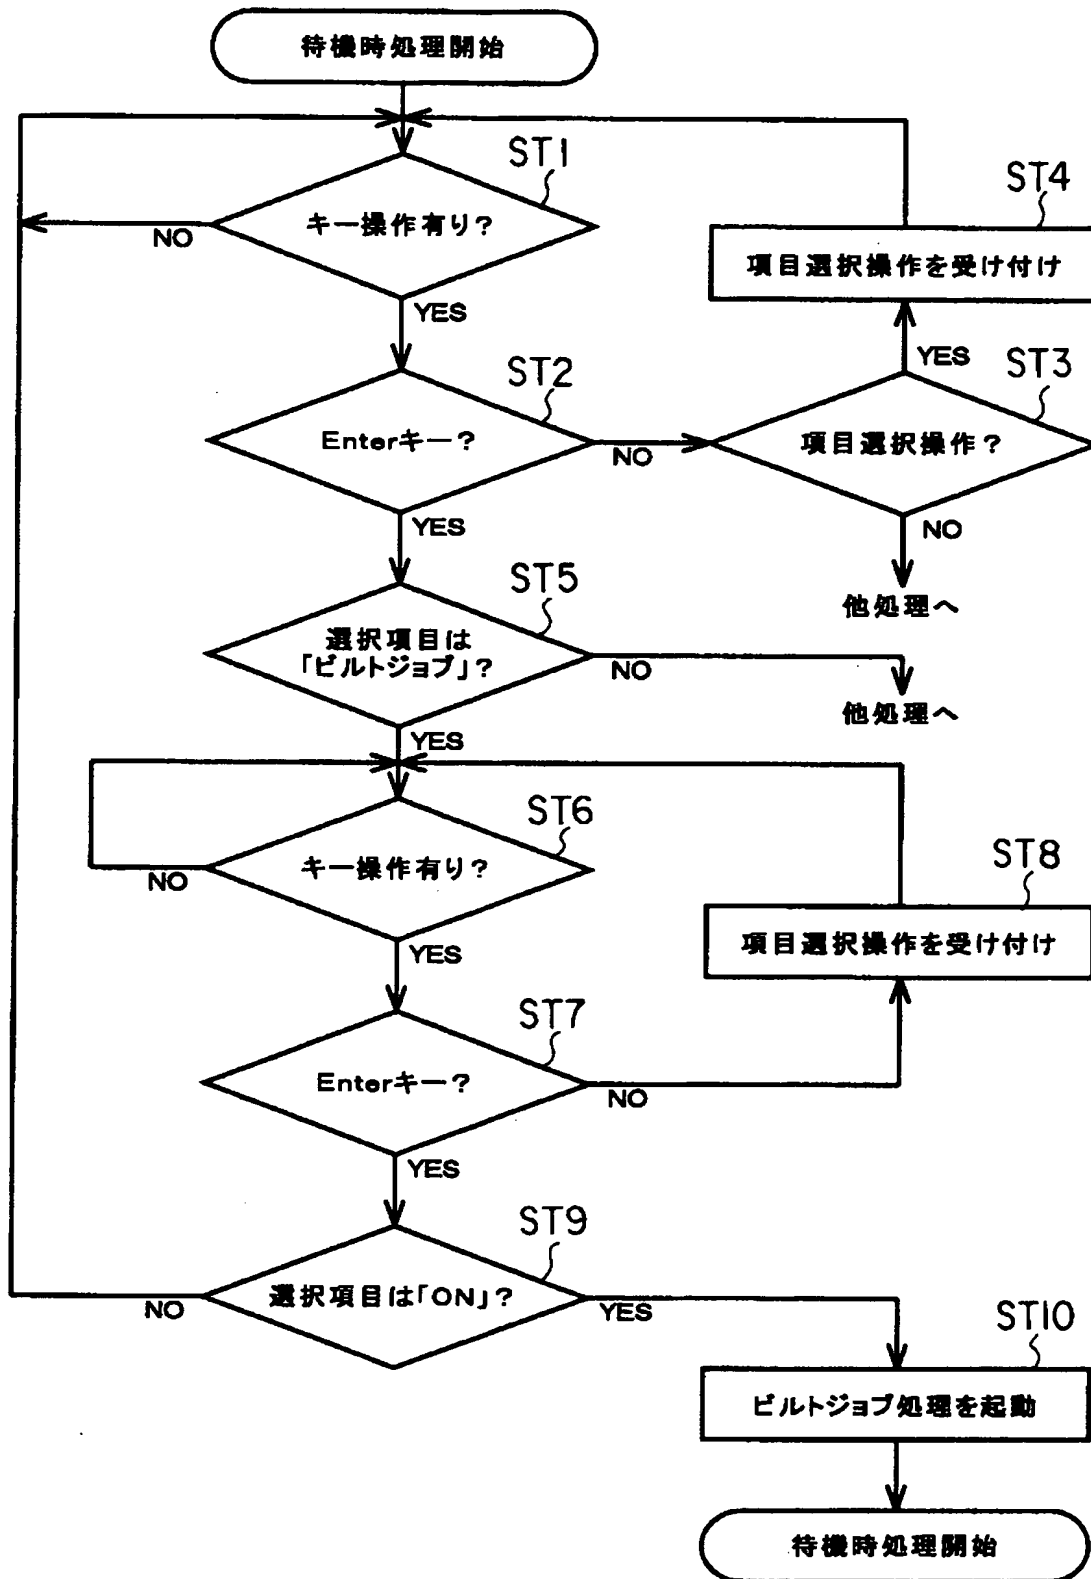 待機時処理開始
ST1
キー操作有り?
NO
YES
ST4
項目選択操作を受け付け
YES
ST2
Enterキー?
NO
YES
ST3
項目選択操作?
NO
他処理へ
ST5
選択項目は
「ビルトジョブ」?
NO
YES
他処理へ
ST6
キー操作有り?
NO
YES
ST8
項目選択操作を受け付け
ST7
Enterキー?
NO
YES
ST9
選択項目は「ON」?
NO
YES
ST10
ビルトジョブ処理を起動
待機時処理開始